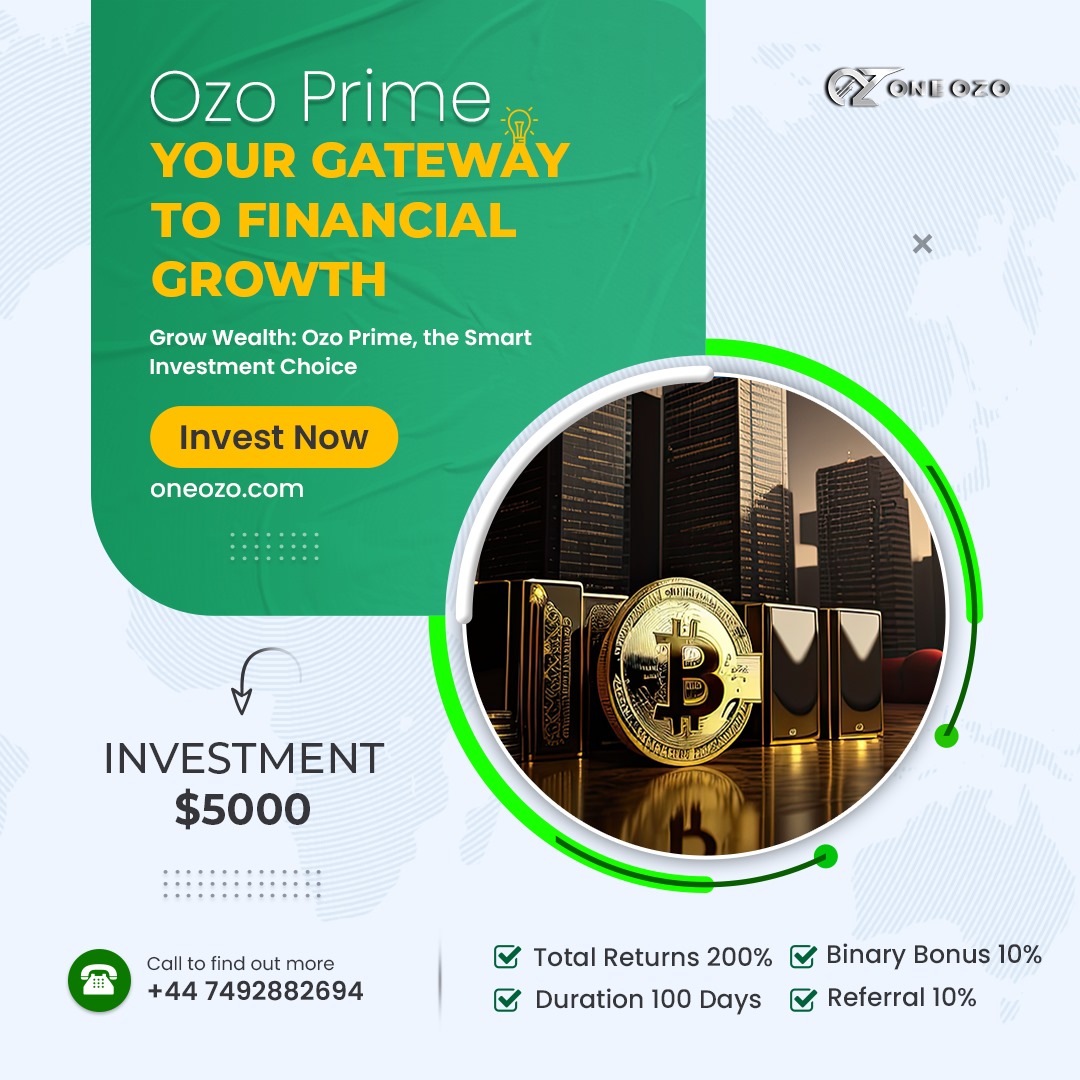 Ozo Prime
YOUR GATEWAY
TO FINANCIAL
GROWTH
Grow Wealth: Ozo Prime, the Smart
Investment Choice
Invest Now
oneozo.com
ONE OZO
INVESTMENT
$5000
Call to find out more
+44 7492882694
Total Returns 200%
Binary Bonus 10%
Duration 100 Days
Referral 10%